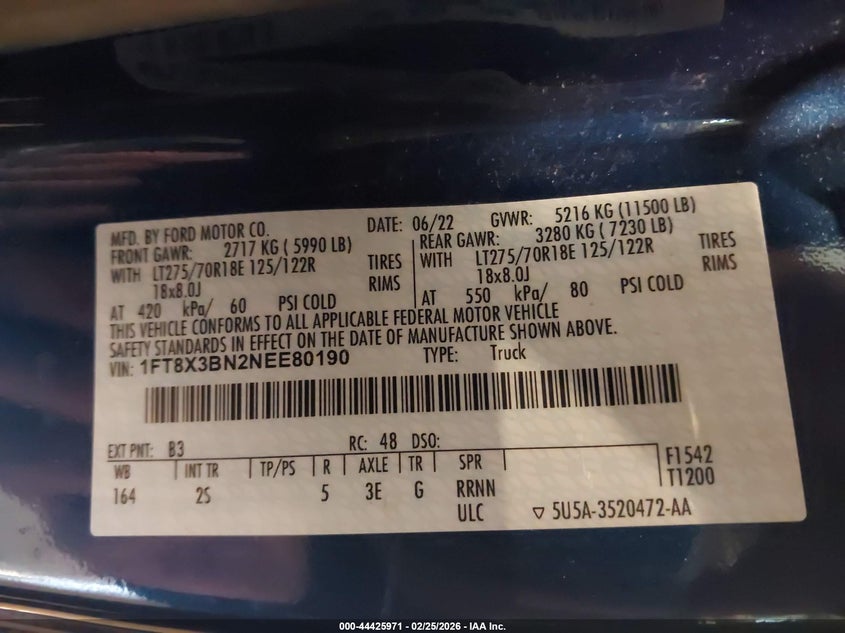 MFD. BY FORD MOTOR CO. DATE: 06/22 GVWR: 5216 KG (11500 LB)
FRONT GAWR: 2717 KG ( 5990 LB) REAR GAWR: 3280 KG ( 7230 LB)
WITH LT275/70R18E 125/122R TIRES WITH LT275/70R18E 125/122R TIRES
18x8.0J RIMS 18x8.0J RIMS
AT 420 kPa/ 60 PSI COLD AT 550 kPa/ 80 PSI COLD
THIS VEHICLE CONFORMS TO ALL APPLICABLE FEDERAL MOTOR VEHICLE
SAFETY STANDARDS IN EFFECT ON THE DATE OF MANUFACTURE SHOWN ABOVE.
VIN: 1FT8X3BN2NEE80190 TYPE: Truck
EXT PNT: B3 RC: 48 DSO:
WB INT TR TP/PS R AXLE TR SPR F1542
164 2S 5 3E G RRNN T1200
ULC ▽ 5U5A-3520472-AA
000-44425971 | 02/25/2026 - IAA Inc.